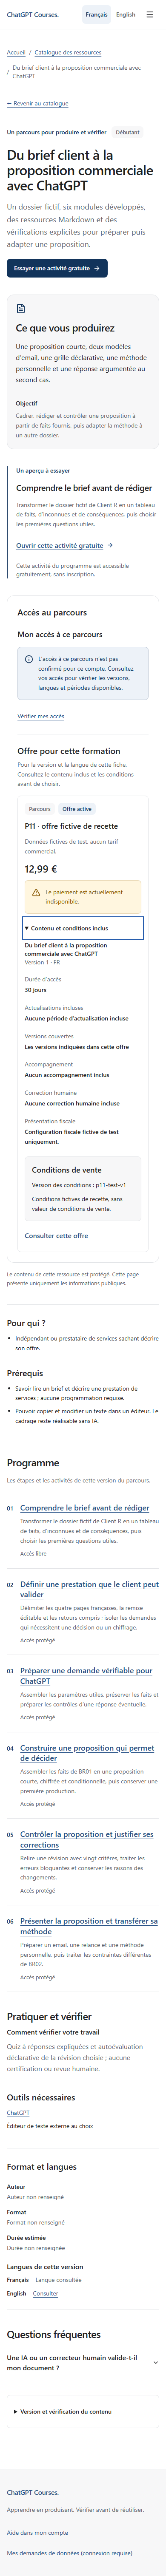 ChatGPT Courses.
Français
English
Accueil / Catalogue des ressources
/ Du brief client à la proposition commerciale avec
ChatGPT
← Revenir au catalogue
Un parcours pour produire et vérifier
Débutant
Du brief client à la
proposition commerciale
avec ChatGPT
Un dossier fictif, six modules développés,
des ressources Markdown et des
vérifications explicites pour préparer puis
adapter une proposition.
Essayer une activité gratuite →
Ce que vous produirez
Une proposition courte, deux modèles
d'email, une grille déclarative, une méthode
personnelle et une réponse argumentée au
second cas.
Objectif
Cadrer, rédiger et contrôler une proposition à
partir de faits fournis, puis adapter la méthode à
un autre dossier.
Un aperçu à essayer
Comprendre le brief avant de rédiger
Transformer le dossier fictif de Client R en un tableau
de faits, d'inconnues et de conséquences, puis choisir
les premières questions utiles.
Ouvrir cette activité gratuite →
Cette activité du programme est accessible
gratuitement, sans inscription.
Accès au parcours
Mon accès à ce parcours
L'accès à ce parcours n'est pas
confirmé pour ce compte. Consultez
vos accès pour vérifier les versions,
langues et périodes disponibles.
Vérifier mes accès
Offre pour cette formation
Pour la version et la langue de cette fiche.
Consultez le contenu inclus et les conditions
avant de choisir.
Parcours
Offre active
P11 · offre fictive de recette
Données fictives de test, aucun tarif
commercial.
12,99 €
Le paiement est actuellement
indisponible.
▼ Contenu et conditions inclus
Du brief client à la proposition
commerciale avec ChatGPT
Version 1 · FR
Durée d'accès
30 jours
Actualisations incluses
Aucune période d'actualisation incluse
Versions couvertes
Les versions indiquées dans cette offre
Accompagnement
Aucun accompagnement inclus
Correction humaine
Aucune correction humaine incluse
Présentation fiscale
Configuration fiscale fictive de test
uniquement.
Conditions de vente
Version des conditions : p11-test-v1
Conditions fictives de recette, sans
valeur de conditions de vente.
Consulter cette offre
Le contenu de cette ressource est protégé. Cette page
présente uniquement les informations publiques.
Pour qui ?
• Indépendant ou prestataire de services sachant décrire
son offre.
Prérequis
• Savoir lire un brief et décrire une prestation de
services ; aucune programmation requise.
• Pouvoir copier et modifier un texte dans un éditeur. Le
cadrage reste réalisable sans IA.
Programme
Les étapes et les activités de cette version du parcours.
01 Comprendre le brief avant de rédiger
Transformer le dossier fictif de Client R en un tableau
de faits, d'inconnues et de conséquences, puis
choisir les premières questions utiles.
Accès libre
02 Définir une prestation que le client peut
valider
Délimiter les quatre pages françaises, la remise
éditable et les retours compris ; isoler les demandes
qui nécessitent une décision ou un chiffrage.
Accès protégé
03 Préparer une demande vérifiable pour
ChatGPT
Assembler les paramètres utiles, préserver les faits et
préparer les contrôles d'une réponse éventuelle.
Accès protégé
04 Construire une proposition qui permet
de décider
Assembler les faits de BR01 en une proposition
courte, chiffrée et conditionnelle, puis conserver une
première production.
Accès protégé
05 Contrôler la proposition et justifier ses
corrections
Relire une révision avec vingt critères, traiter les
erreurs bloquantes et conserver les raisons des
changements.
Accès protégé
06 Présenter la proposition et transférer sa
méthode
Préparer un email, une relance et une méthode
personnelle, puis traiter les contraintes différentes
de BR02.
Accès protégé
Pratiquer et vérifier
Comment vérifier votre travail
Quiz à réponses expliquées et autoévaluation
déclarative de la révision choisie ; aucune
certification ou revue humaine.
Outils nécessaires
ChatGPT
Éditeur de texte externe au choix
Format et langues
Auteur
Auteur non renseigné
Format
Format non renseigné
Durée estimée
Durée non renseignée
Langues de cette version
Français Langue consultée
English Consulter
Questions fréquentes
Une IA ou un correcteur humain valide-t-il
mon document ?
▶ Version et vérification du contenu
ChatGPT Courses.
Apprendre en produisant. Vérifier avant de réutiliser.
Aide dans mon compte
Mes demandes de données (connexion requise)